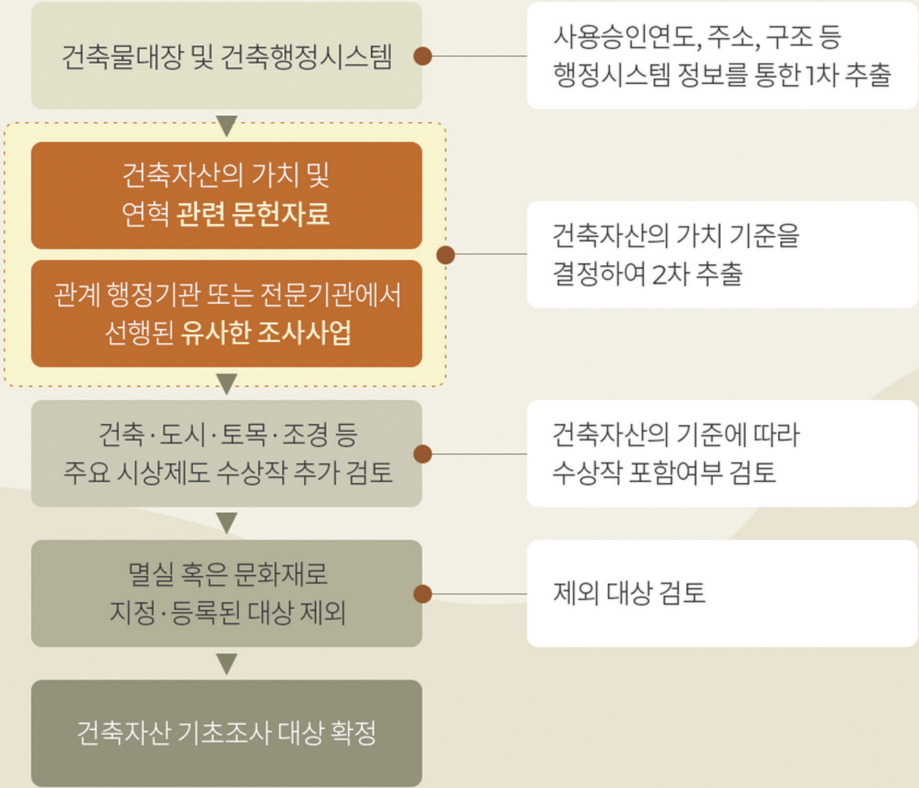 건축물대장 및 건축행정시스템
사용승인연도, 주소, 구조 등
행정시스템 정보를 통한 1차 추출
건축자산의 가치 및
연혁 관련 문헌자료
관계 행정기관 또는 전문기관에서
선행된 유사한 조사사업
건축자산의 가치 기준을
결정하여 2차 추출
건축·도시·토목·조경 등
주요 시상제도 수상작 추가 검토
건축자산의 기준에 따라
수상작 포함여부 검토
멸실 혹은 문화재로
지정·등록된 대상 제외
제외 대상 검토
건축자산 기초조사 대상 확정